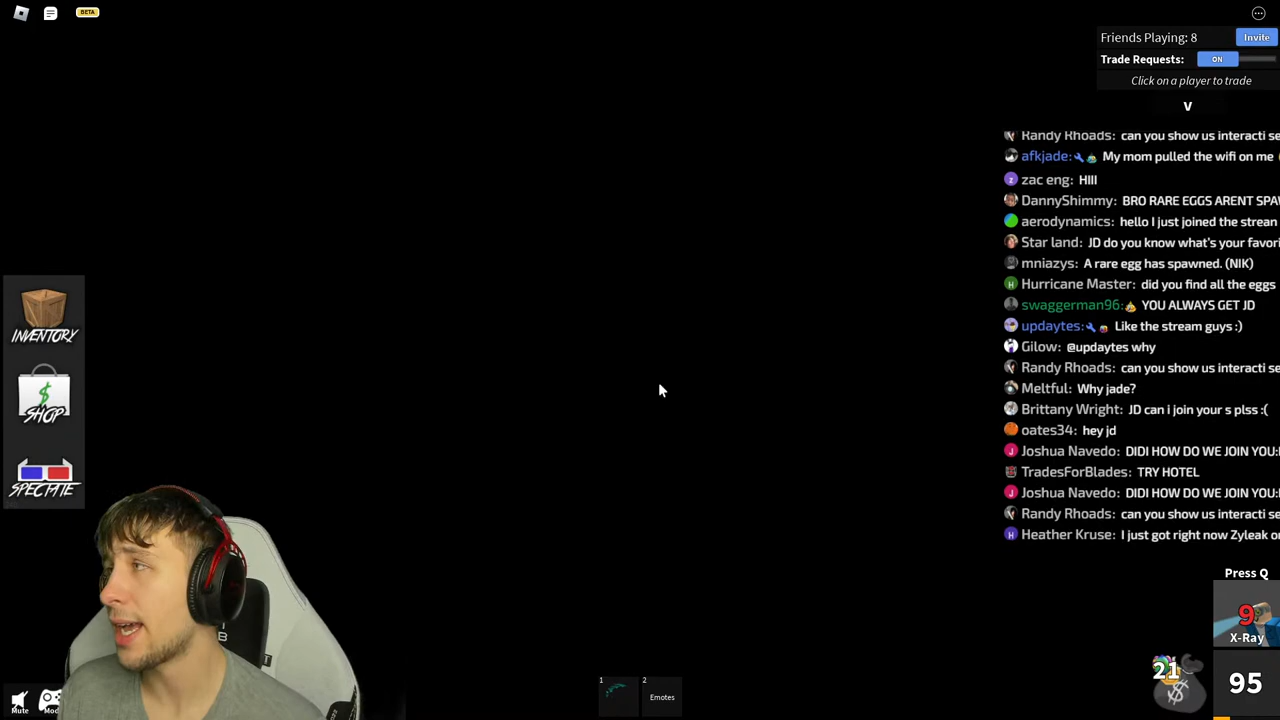 BETA
Friends Playing: 8
Invite
Trade Requests:
ON
Click on a player to trade
v
Randy Rhoads: can you show us interacti se
afkjade: My mom pulled the wifi on me
zac eng: HIII
DannyShimmy: BRO RARE EGGS ARENT SPA
aerodynamics: hello I just joined the strean
Star land: JD do you know what's your favori
mniazys: A rare egg has spawned. (NIK)
Hurricane Master: did you find all the eggs
swaggerman96: YOU ALWAYS GET JD
updaytes: Like the stream guys :)
Gilow: @updaytes why
Randy Rhoads: can you show us interacti se
Meltful: Why jade?
Brittany Wright: JD can i join your s plss :(
oates34: hey jd
Joshua Navedo: DIDI HOW DO WE JOIN YOU:
TradesForBlades: TRY HOTEL
Joshua Navedo: DIDI HOW DO WE JOIN YOU:
Randy Rhoads: can you show us interacti se
Heather Kruse: I just got right now Zyleak o
INVENTORY
SHOP
SPECTATE
Press Q
9
X-Ray
21
95
1
2
Emotes
Mute
Mod